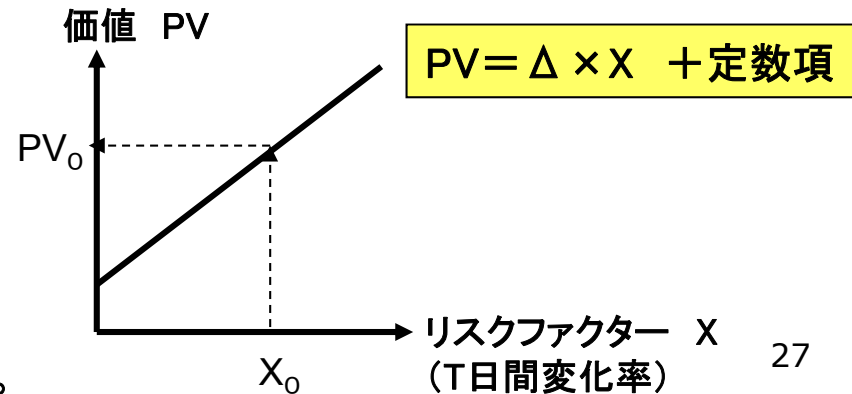 価値　PV
PV＝Δ×X　＋定数項
PV₀
リスクファクター　X
（T日間変化率）
X₀
27
。